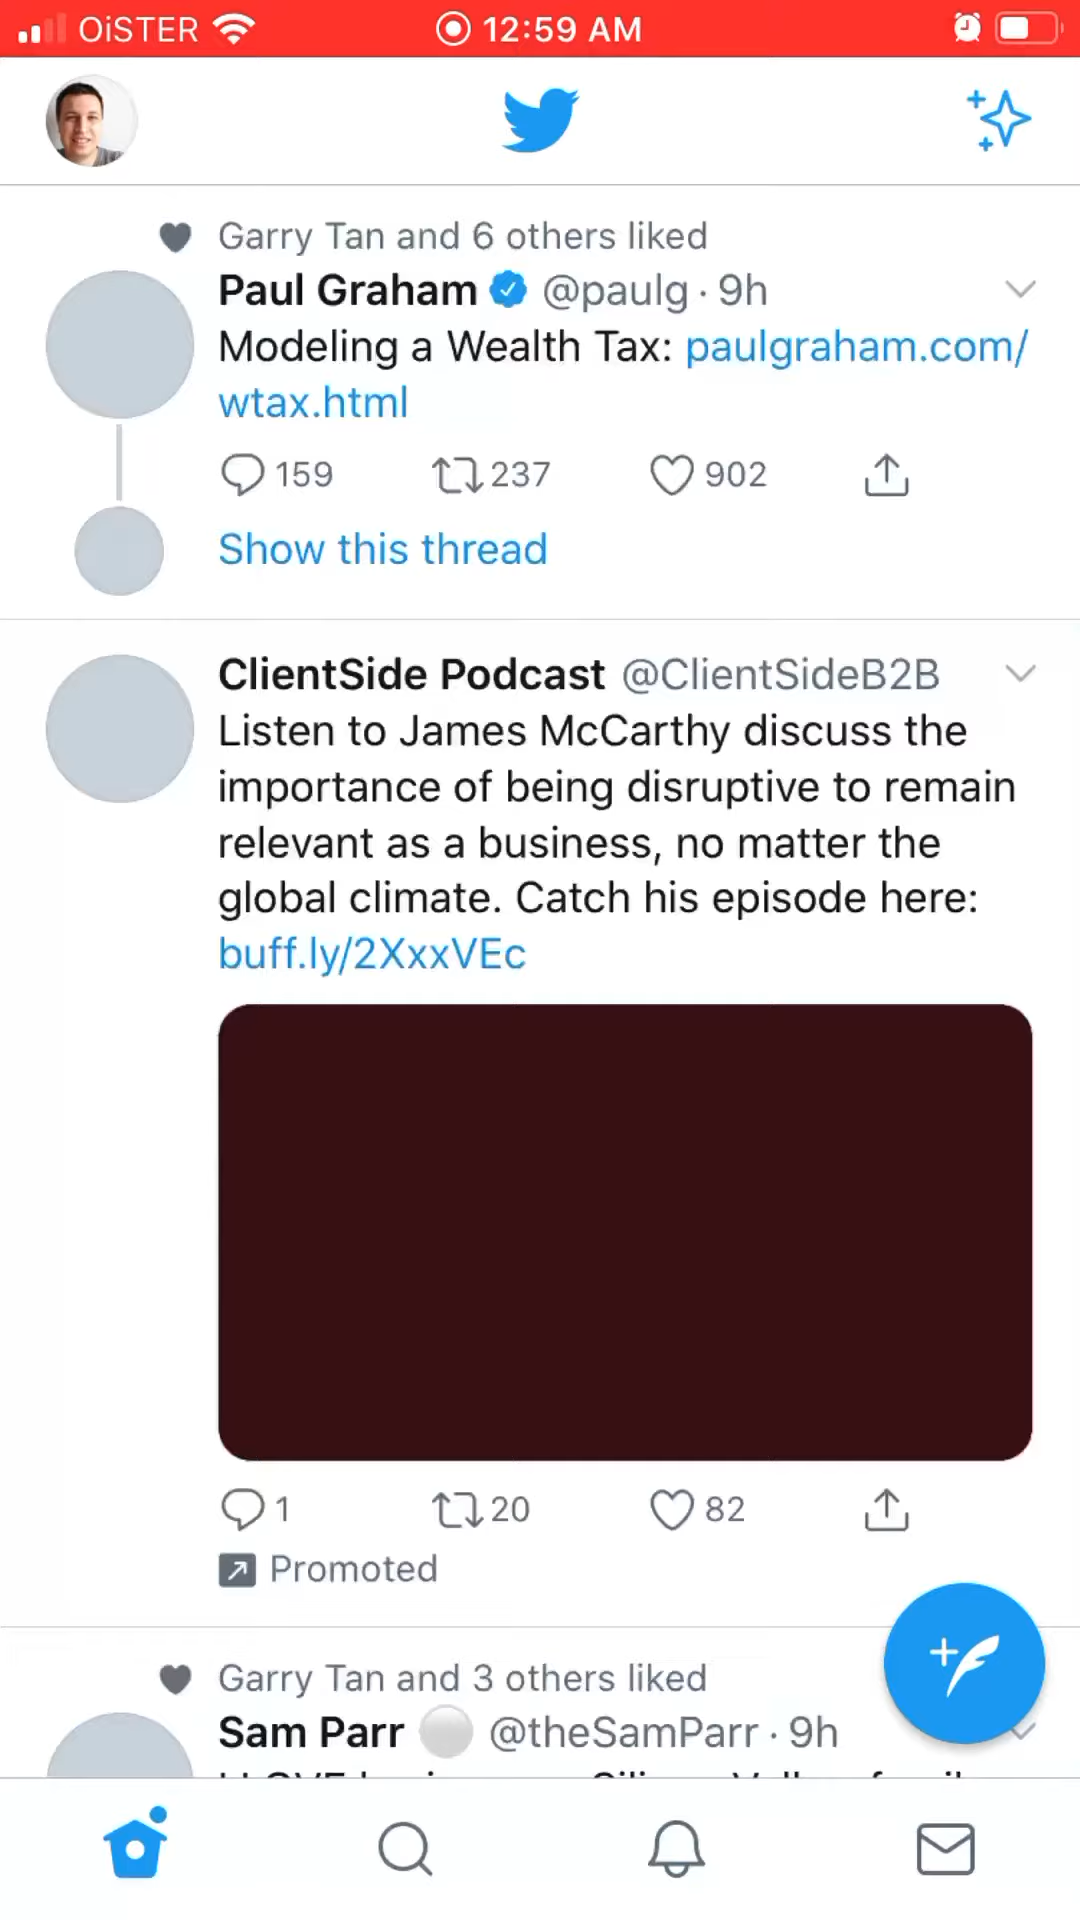 OiSTER 12:59 AM
Garry Tan and 6 others liked
Paul Graham @paulg · 9h
Modeling a Wealth Tax: paulgraham.com/
wtax.html
159 237 902
Show this thread
ClientSide Podcast @ClientSideB2B
Listen to James McCarthy discuss the
importance of being disruptive to remain
relevant as a business, no matter the
global climate. Catch his episode here:
buff.ly/2XxxVEc
1 20 82
Promoted
Garry Tan and 3 others liked
Sam Parr @theSamParr · 9h